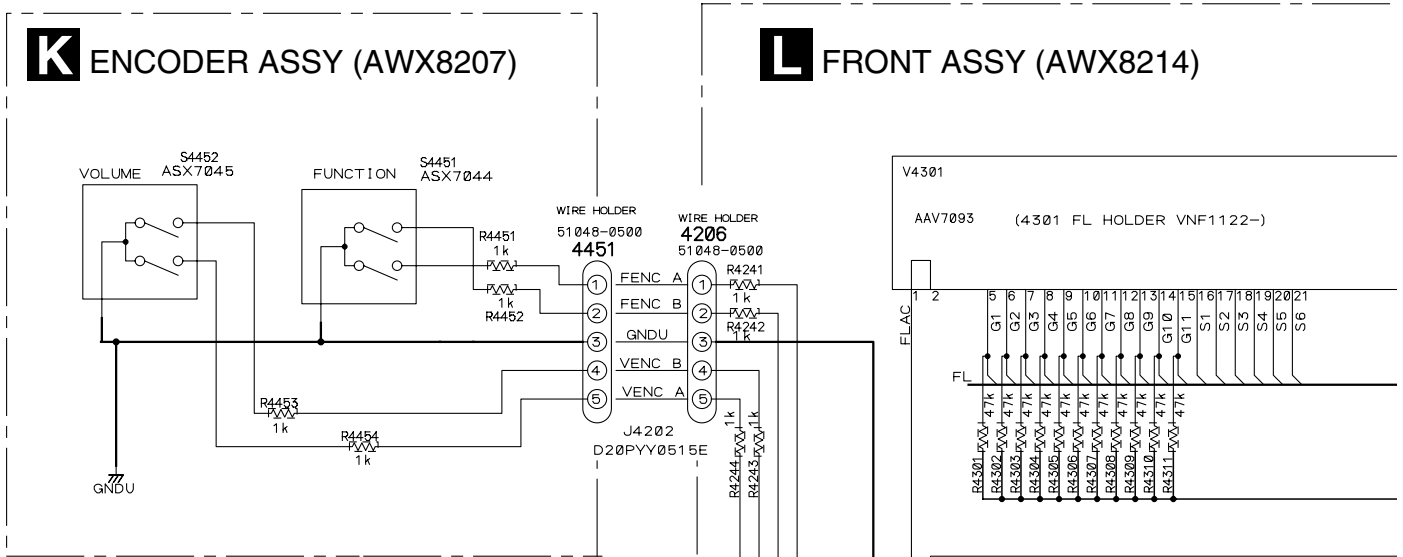 K ENCODER ASSY (AWX8207)
VOLUME
S4452
ASX7045
FUNCTION
S4451
ASX7044
R4451
1k
1k
R4452
R4453
1k
R4454
1k
GNDU
WIRE HOLDER
51048-0500
4451
1
2
3
4
5
FENC A
FENC B
GNDU
VENC B
VENC A
J4202
D20PYY0515E
L FRONT ASSY (AWX8214)
WIRE HOLDER
4206
51048-0500
1
2
3
4
5
R4241
1k
R4242
1k
1k
1k
R4244
R4243
V4301
AAV7093 (4301 FL HOLDER VNF1122-)
1 2 5 6 7 8 9 10 11 12 13 14 15 16 17 18 19 20 21
FLAC
G1 G2 G3 G4 G5 G6 G7 G8 G9 G10 G11 S1 S2 S3 S4 S5 S6
FL
47k 47k 47k 47k 47k 47k 47k 47k 47k 47k 47k
R4301 R4302 R4303 R4304 R4305 R4306 R4307 R4308 R4309 R4310 R4311